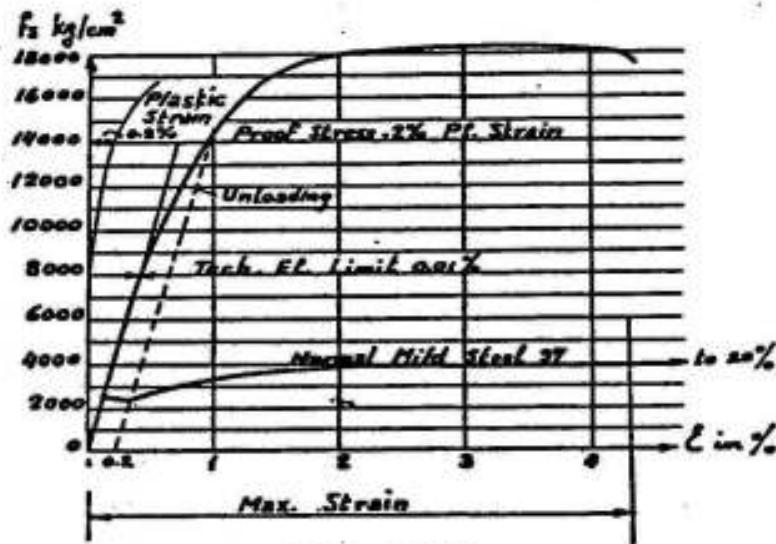 fs kg/cm²
18000
16000
14000
12000
10000
8000
6000
4000
2000
0
Plastic
Strain
~0.2%
Proof Stress .2% Pl. Strain
Unloading
Tech. El. Limit 0.01%
Normal Mild Steel 37
to 20%
0.2
1
2
3
4
ε in %
Max. Strain